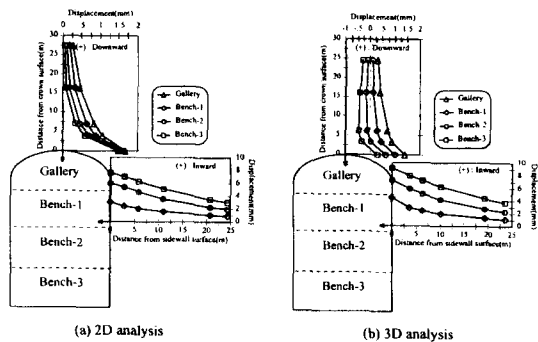 Displacement(mm)
0 .5 1 1.5 2
(+) : Downward
30
25
20
15
10
5
0
Distance from crown surface(m)
Gallery
Bench-1
Bench-2
Bench-3
(+) : Inward
10
8
6
4
2
0
Displacement(mm)
0 5 10 15 20 25
Distance from sidewall surface(m)
Gallery
Bench-1
Bench-2
Bench-3
(a) 2D analysis
Displacement(mm)
-1 -.5 0 .5 1 1.5 2
(+) : Downward
30
25
20
15
10
5
0
Distance from crown surface(m)
Gallery
Bench-1
Bench-2
Bench-3
(+) : Inward
10
8
6
4
2
0
Displacement(mm)
0 5 10 15 20 25
Distance from sidewall surface(m)
Gallery
Bench-1
Bench-2
Bench-3
(b) 3D analysis